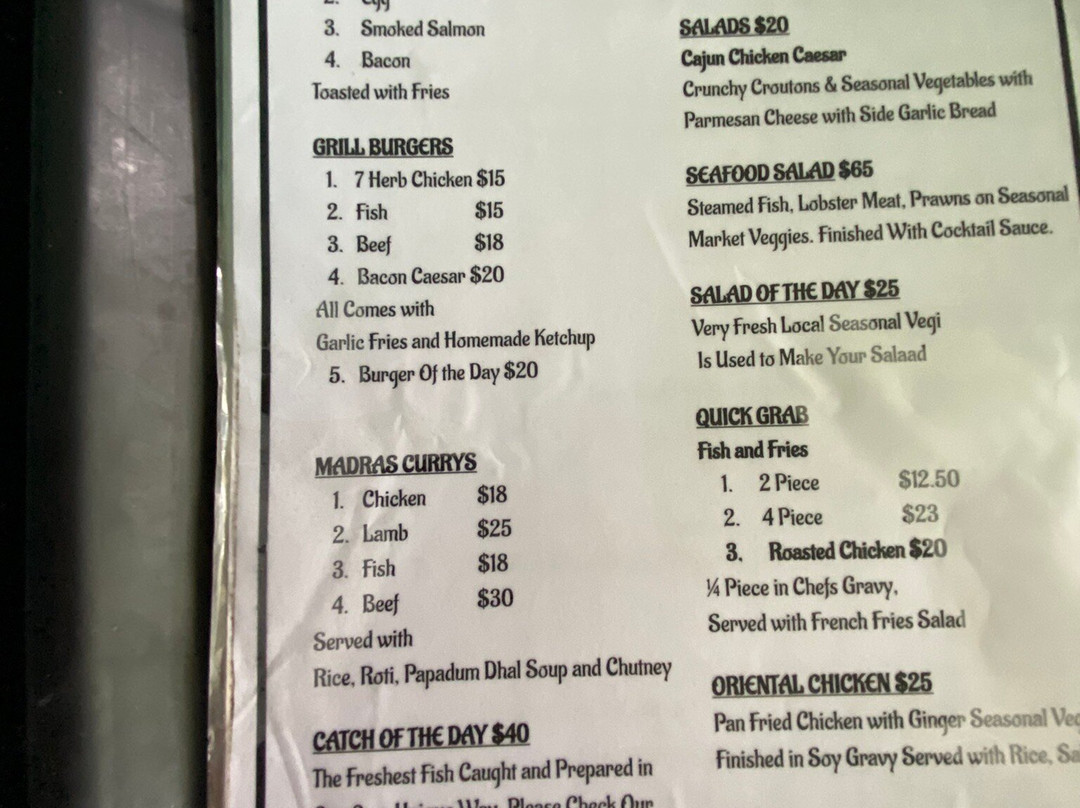 2. Egg
3. Smoked Salmon
4. Bacon
Toasted with Fries
GRILL BURGERS
1. 7 Herb Chicken $15
2. Fish $15
3. Beef $18
4. Bacon Caesar $20
All Comes with
Garlic Fries and Homemade Ketchup
5. Burger Of the Day $20
MADRAS CURRYS
1. Chicken $18
2. Lamb $25
3. Fish $18
4. Beef $30
Served with
Rice, Roti, Papadum Dhal Soup and Chutney
CATCH OF THE DAY $40
The Freshest Fish Caught and Prepared in
Way, Please Check Our
SALADS $20
Cajun Chicken Caesar
Crunchy Croutons & Seasonal Vegetables with
Parmesan Cheese with Side Garlic Bread
SEAFOOD SALAD $65
Steamed Fish, Lobster Meat, Prawns on Seasonal
Market Veggies. Finished With Cocktail Sauce.
SALAD OF THE DAY $25
Very Fresh Local Seasonal Vegi
Is Used to Make Your Salaad
QUICK GRAB
Fish and Fries
1. 2 Piece $12.50
2. 4 Piece $23
3. Roasted Chicken $20
¼ Piece in Chefs Gravy,
Served with French Fries Salad
ORIENTAL CHICKEN $25
Pan Fried Chicken with Ginger Seasonal
Finished in Soy Gravy Served with Rice,